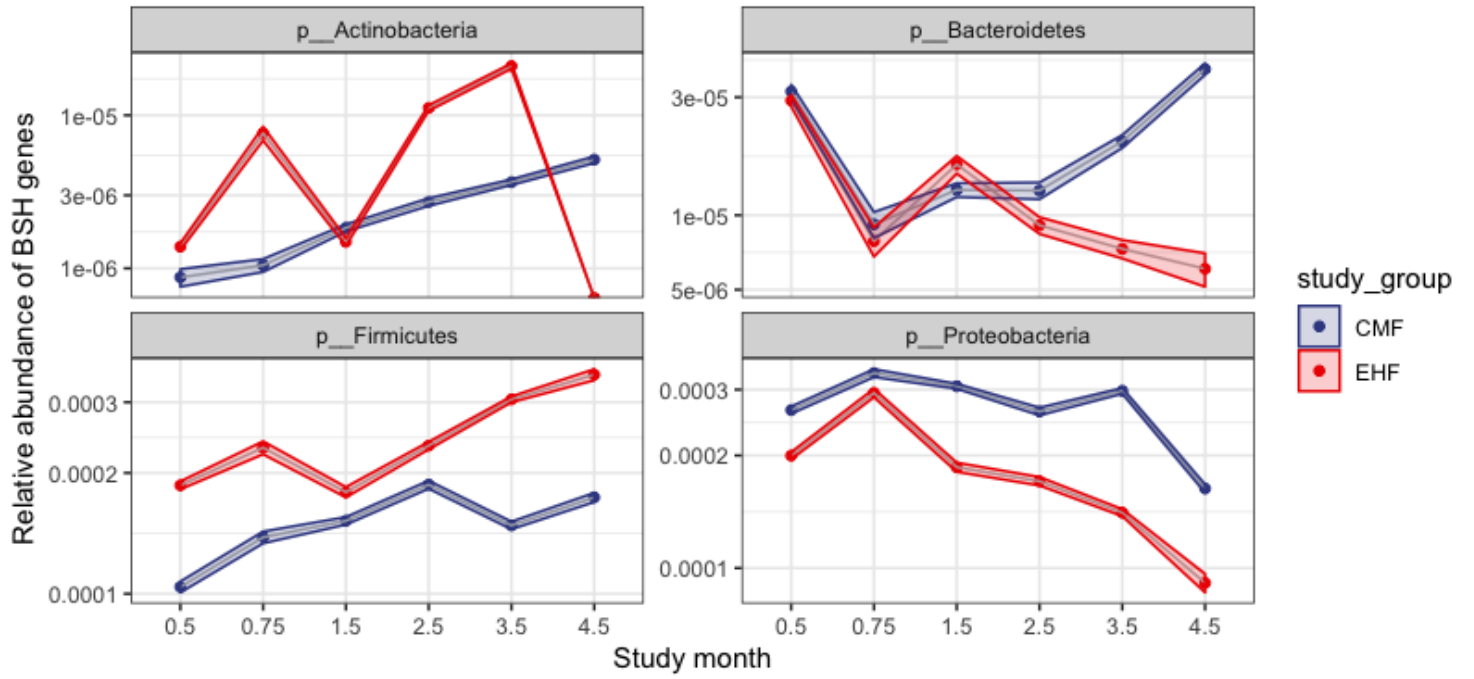 p__Actinobacteria
p__Bacteroidetes
1e-05
3e-06
1e-06
3e-05
1e-05
5e-06
p__Firmicutes
p__Proteobacteria
0.0003
0.0002
0.0001
0.0003
0.0002
0.0001
0.5 0.75 1.5 2.5 3.5 4.5
0.5 0.75 1.5 2.5 3.5 4.5
Study month
Relative abundance of BSH genes
study_group
CMF
EHF